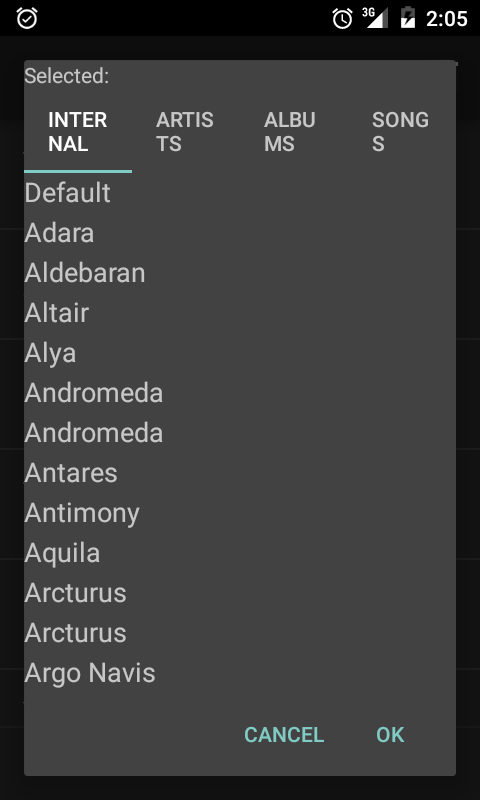 3G 2:05
Selected:
INTER
NAL
ARTIS
TS
ALBU
MS
SONG
S
Default
Adara
Aldebaran
Altair
Alya
Andromeda
Andromeda
Antares
Antimony
Aquila
Arcturus
Arcturus
Argo Navis
CANCEL OK